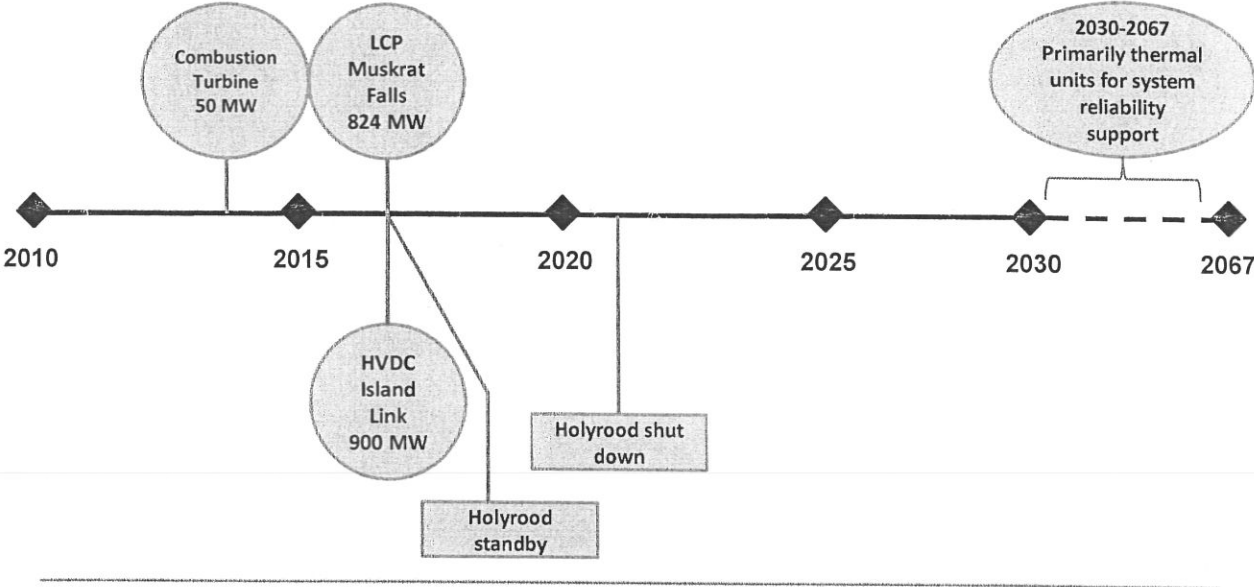 Combustion
Turbine
50 MW
LCP
Muskrat
Falls
824 MW
2030-2067
Primarily thermal
units for system
reliability
support
2010
2015
2020
2025
2030
2067
HVDC
Island
Link
900 MW
Holyrood shut
down
Holyrood
standby